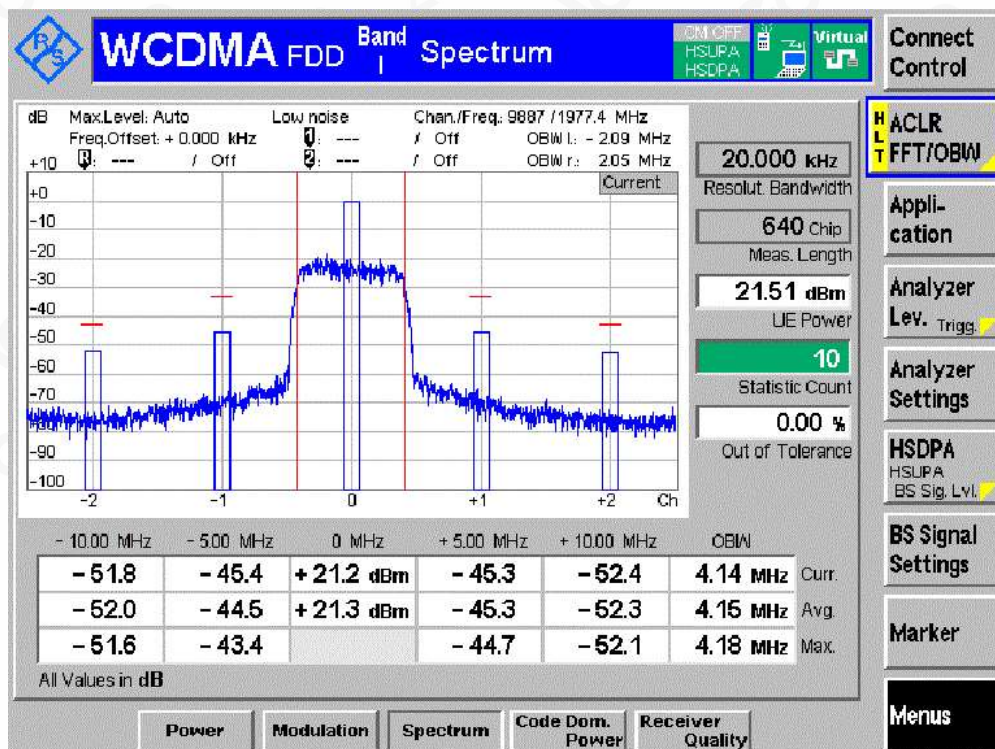 R&S
WCDMA FDD Band I Spectrum
CM OFF
HSUPA
HSDPA
Virtual
Connect Control
dB Max.Level: Auto Low noise Chan./Freq.: 9887 / 1977.4 MHz
Freq.Offset: + 0.000 kHz 1: --- / Off OBW l.: - 2.09 MHz
R: --- / Off 2: --- / Off OBW r.: 2.05 MHz
Current
+10
+0
-10
-20
-30
-40
-50
-60
-70
-80
-90
-100
-2 -1 0 +1 +2 Ch
20.000 kHz
Resolut. Bandwidth
640 Chip
Meas. Length
21.51 dBm
UE Power
10
Statistic Count
0.00 %
Out of Tolerance
- 10.00 MHz - 5.00 MHz 0 MHz + 5.00 MHz + 10.00 MHz OBW
- 51.8 - 45.4 + 21.2 dBm - 45.3 - 52.4 4.14 MHz Curr.
- 52.0 - 44.5 + 21.3 dBm - 45.3 - 52.3 4.15 MHz Avg.
- 51.6 - 43.4 - 44.7 - 52.1 4.18 MHz Max.
All Values in dB
HLT
ACLR
FFT/OBW
Appli-
cation
Analyzer
Lev. Trigg.
Analyzer
Settings
HSDPA
HSUPA
BS Sig. Lvl.
BS Signal
Settings
Marker
Menus
Power
Modulation
Spectrum
Code Dom.
Power
Receiver
Quality